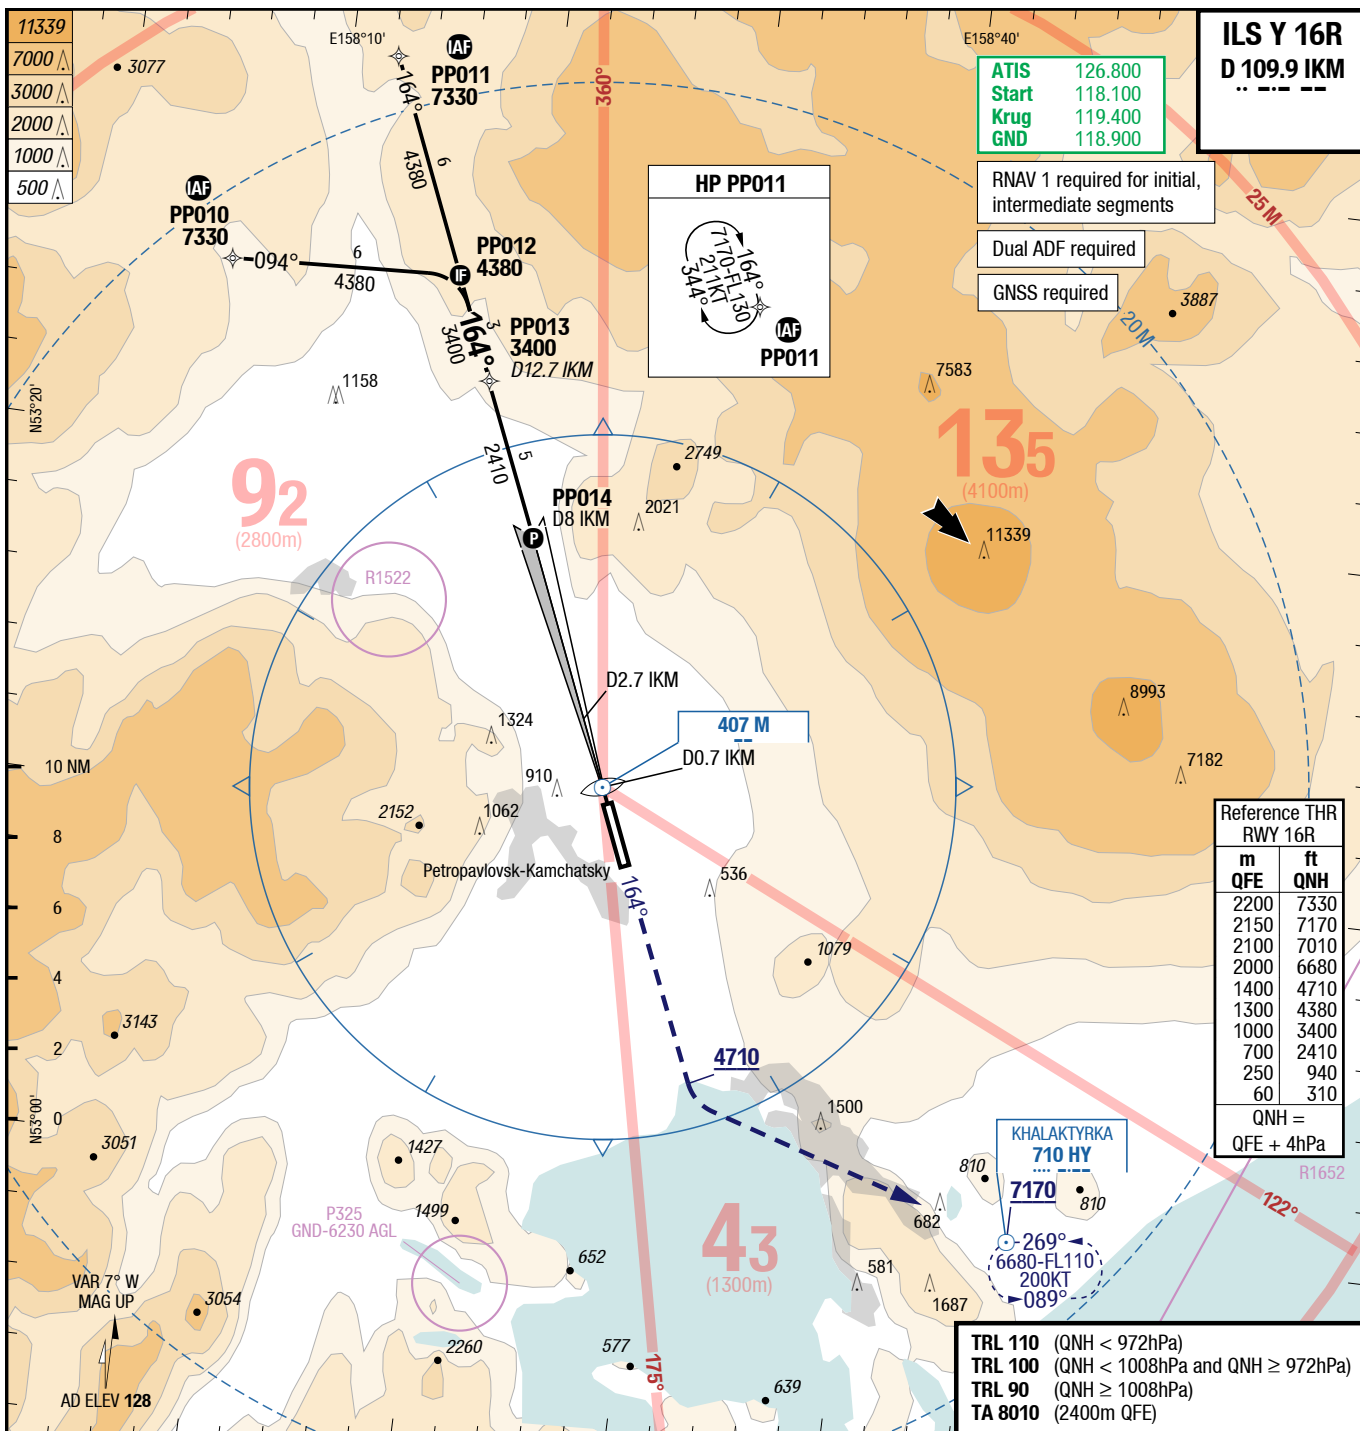 11339
7000
3000
2000
1000
500
3077
E158°10'
IAF
PP011
7330
164°
6
4380
360°
E158°40'
ATIS 126.800
Start 118.100
Krug 119.400
GND 118.900
ILS Y 16R
D 109.9 IKM
RNAV 1 required for initial,
intermediate segments
Dual ADF required
GNSS required
25 M
20 M
3887
HP PP011
164°
7170-FL130
211KT
344°
IAF
PP011
IAF
PP010
7330
094°
6
4380
PP012
4380
IF
164°
3
3400
PP013
3400
D12.7 IKM
N53°20'
1158
7583
135
(4100m)
11339
92
(2800m)
5
2410
2749
2021
PP014
D8 IKM
P
R1522
D2.7 IKM
407 M
D0.7 IKM
8993
7182
1324
910
1062
2152
10 NM
8
6
4
2
0
Petropavlovsk-Kamchatsky
164°
536
1079
Reference THR
RWY 16R
m ft
QFE QNH
2200 7330
2150 7170
2100 7010
2000 6680
1400 4710
1300 4380
1000 3400
700 2410
250 940
60 310
QNH =
QFE + 4hPa
3143
4710
1500
N53°00'
3051
1427
1499
P325
GND-6230 AGL
652
43
(1300m)
KHALAKTYRKA
710 HY
7170
810
810
682
R1652
122°
269°
6680-FL110
200KT
089°
581
1687
VAR 7° W
MAG UP
3054
2260
577
639
175°
AD ELEV 128
TRL 110 (QNH < 972hPa)
TRL 100 (QNH < 1008hPa and QNH ≥ 972hPa)
TRL 90 (QNH ≥ 1008hPa)
TA 8010 (2400m QFE)